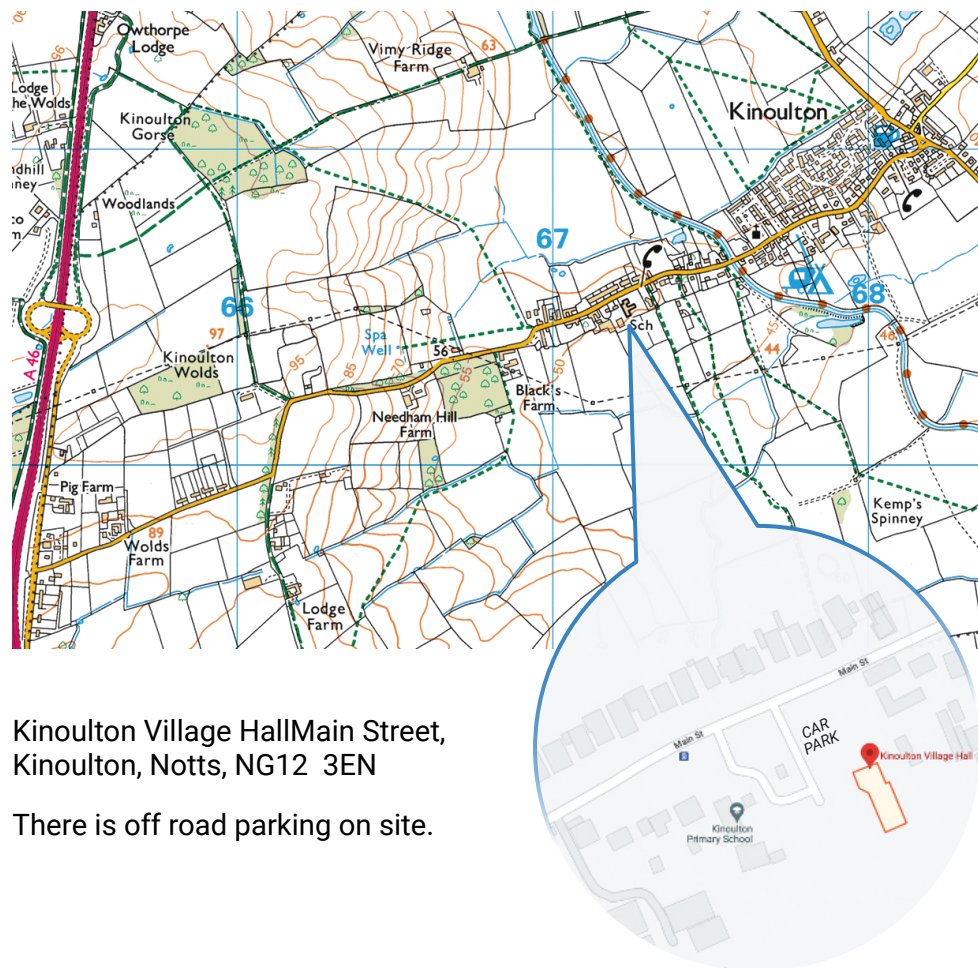 Owthorpe
Lodge
95
Vimy Ridge
Farm
63
Lodge
he Wolds
Kinoulton
Gorse
Kinoulton
Woodlands
67
66
68
97
Spa
Well
56
Sch
A 46
Kinoulton
Wolds
95
85
70
55
50
45
44
Needham Hill
Farm
Black's
Farm
Pig Farm
89
Wolds
Farm
Kemp's
Spinney
Lodge
Farm
Main St
Main St
CAR
PARK
Kinoulton Village Hall
Kinoulton
Primary School
Kinoulton Village HallMain Street,
Kinoulton, Notts, NG12 3EN
There is off road parking on site.